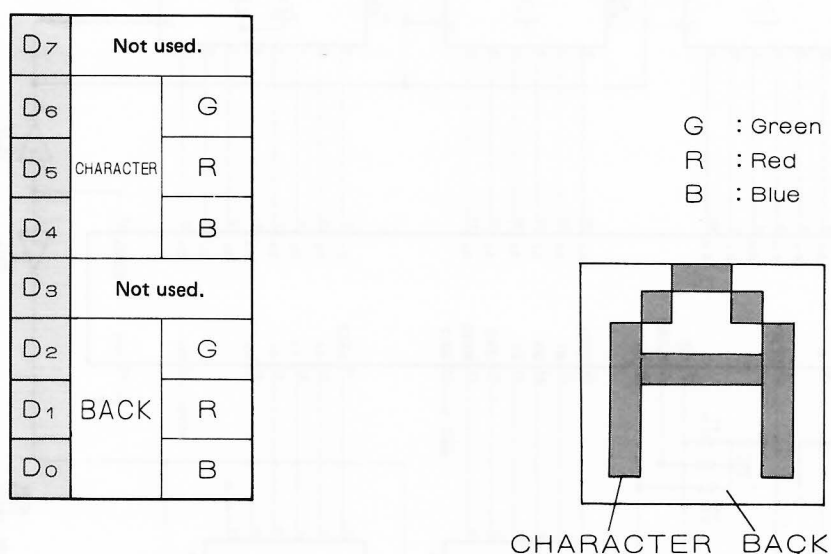 D7 Not used.
D6 G
D5 CHARACTER R
D4 B
D3 Not used.
D2 G
D1 BACK R
D0 B
G : Green
R : Red
B : Blue
CHARACTER BACK